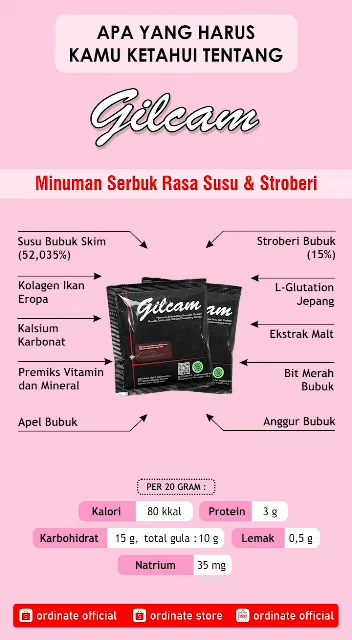 APA YANG HARUS
KAMU KETAHUI TENTANG
Gilcam
Minuman Serbuk Rasa Susu & Stroberi
Susu Bubuk Skim
(52,035%)
Kolagen Ikan
Eropa
Kalsium
Karbonat
Premiks Vitamin
dan Mineral
Apel Bubuk
Stroberi Bubuk
(15%)
L-Glutation
Jepang
Ekstrak Malt
Bit Merah
Bubuk
Anggur Bubuk
Gilcam
am
PER 20 GRAM :
Kalori 80 kkal Protein 3 g
Karbohidrat 15 g, total gula : 10 g Lemak 0,5 g
Natrium 35 mg
ordinate official ordinate store ordinate official